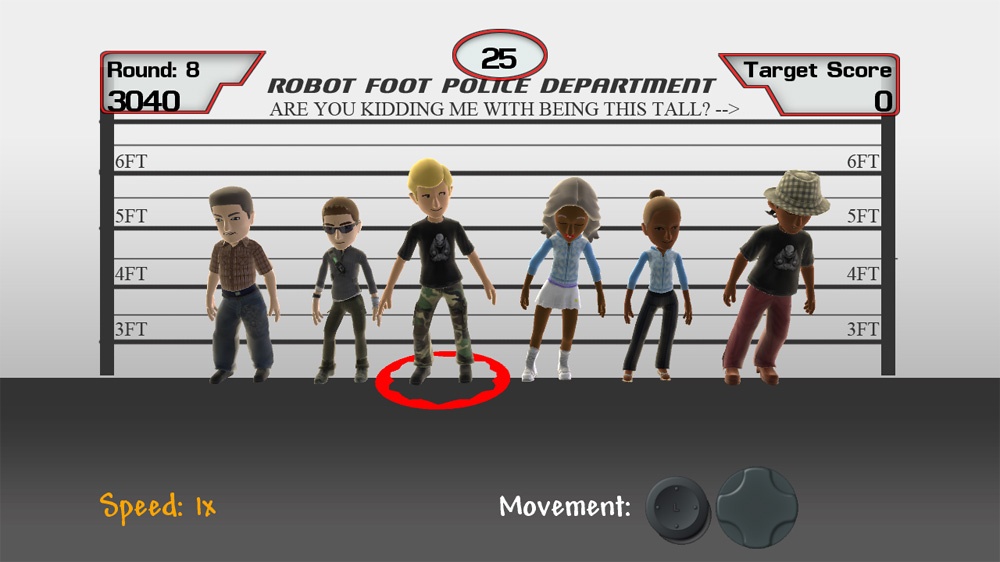 Round: 8
3040
25
Target Score
0
ROBOT FOOT POLICE DEPARTMENT
ARE YOU KIDDING ME WITH BEING THIS TALL? -->
6FT
6FT
5FT
5FT
4FT
4FT
3FT
3FT
Speed: 1x
Movement:
L